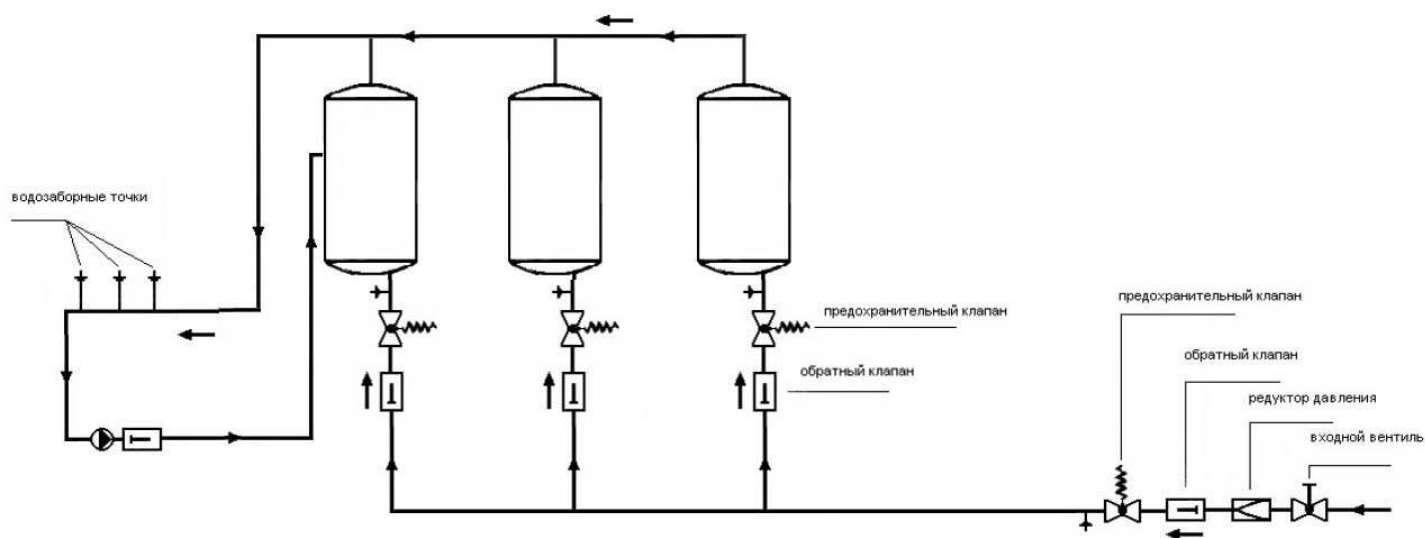 водозаборные точки
предохранительный клапан
обратный клапан
предохранительный клапан
обратный клапан
редуктор давления
входной вентиль